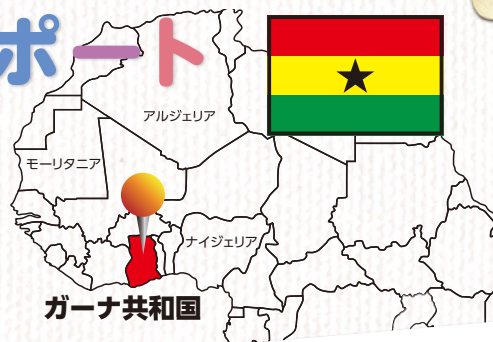 ポート
アルジェリア
モーリタニア
ナイジェリア
ガーナ共和国